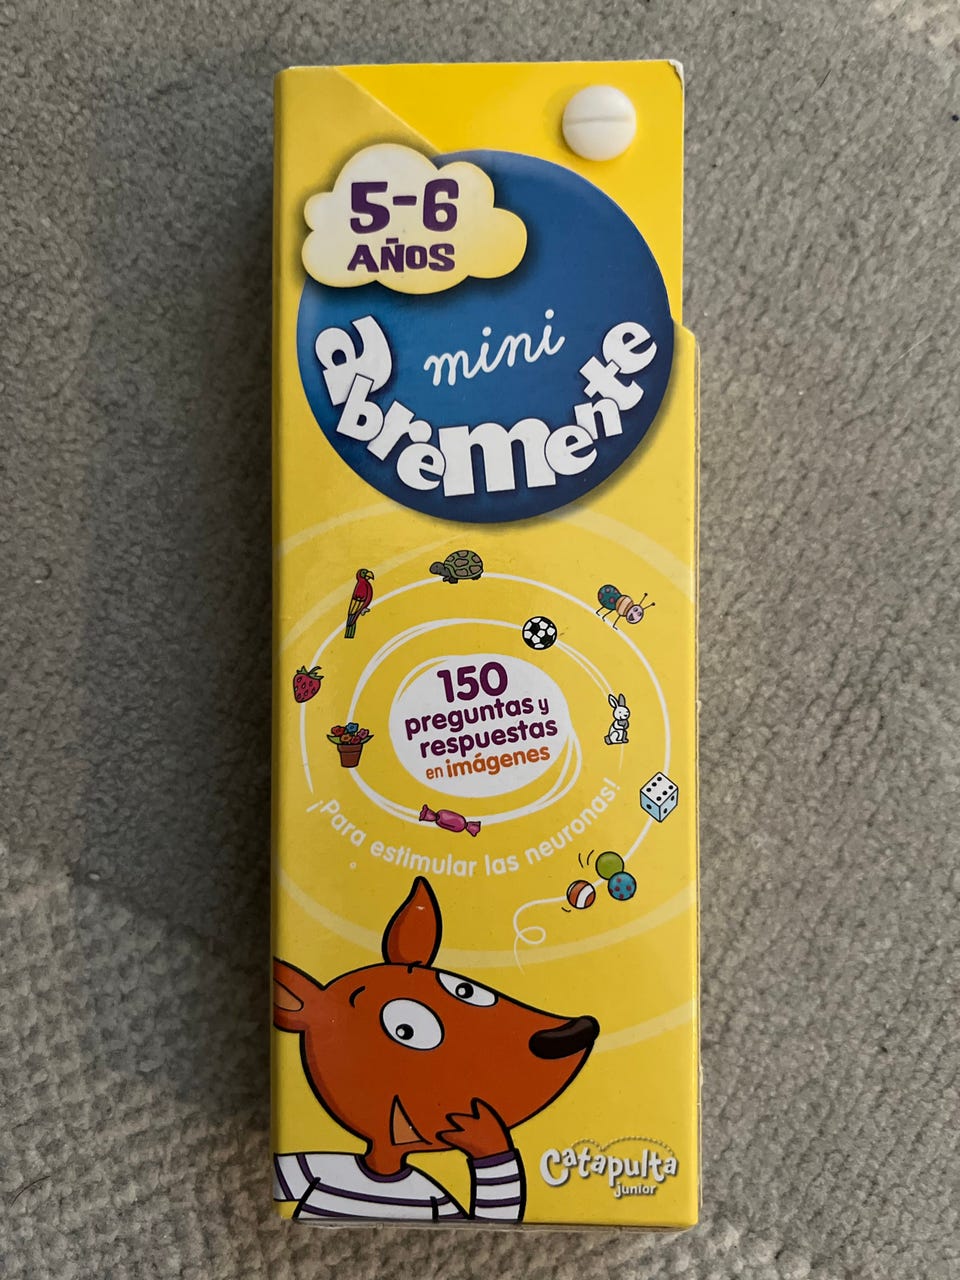 5-6
AÑOS
mini
abremente
150
preguntas y
respuestas
en imágenes
¡Para estimular las neuronas!
Catapulta
junior